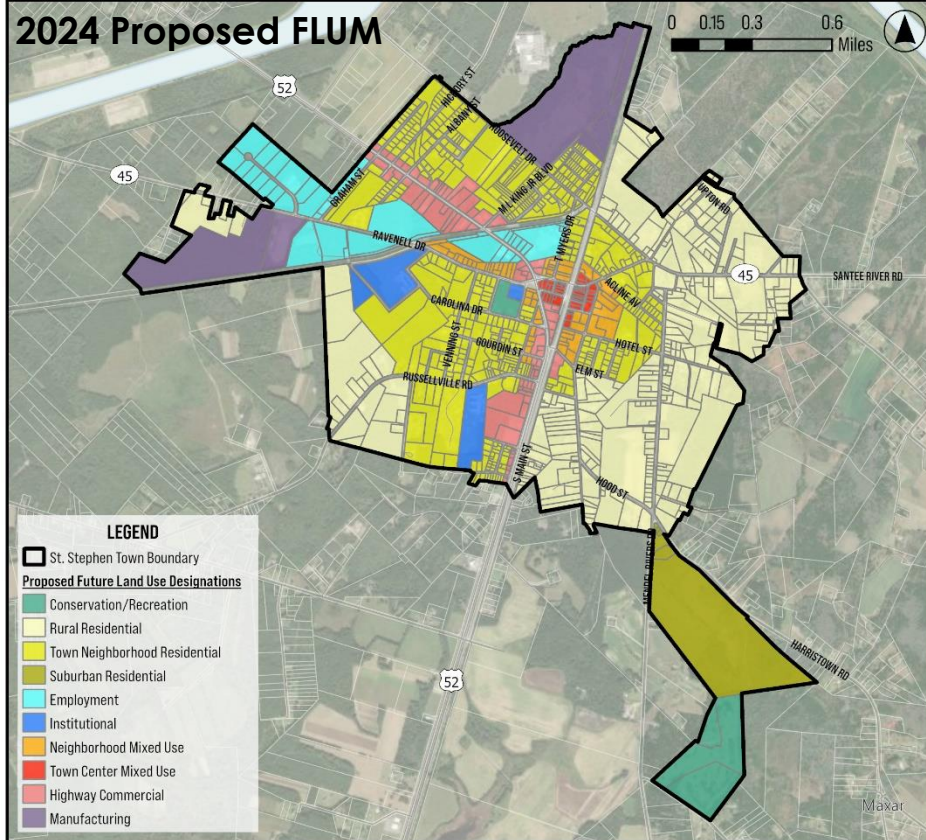 2024 Proposed FLUM
0 0.15 0.3 0.6
Miles
52
HICKORY ST
ALBANY ST
ROOSEVELT DR
45
GRAHAM ST
M L KING JR BLVD
UPTON RD
T MYERS DR
RAVENELL DR
45
SANTEE RIVER RD
ACLINE AV
CAROLINA DR
VENNING ST
GOURDIN ST
HOTEL ST
ELM ST
RUSSELLVILLE RD
S MAIN ST
HOOD ST
HARRISTOWN RD
52
LEGEND
St. Stephen Town Boundary
Proposed Future Land Use Designations
Conservation/Recreation
Rural Residential
Town Neighborhood Residential
Suburban Residential
Employment
Institutional
Neighborhood Mixed Use
Town Center Mixed Use
Highway Commercial
Manufacturing
Maxar